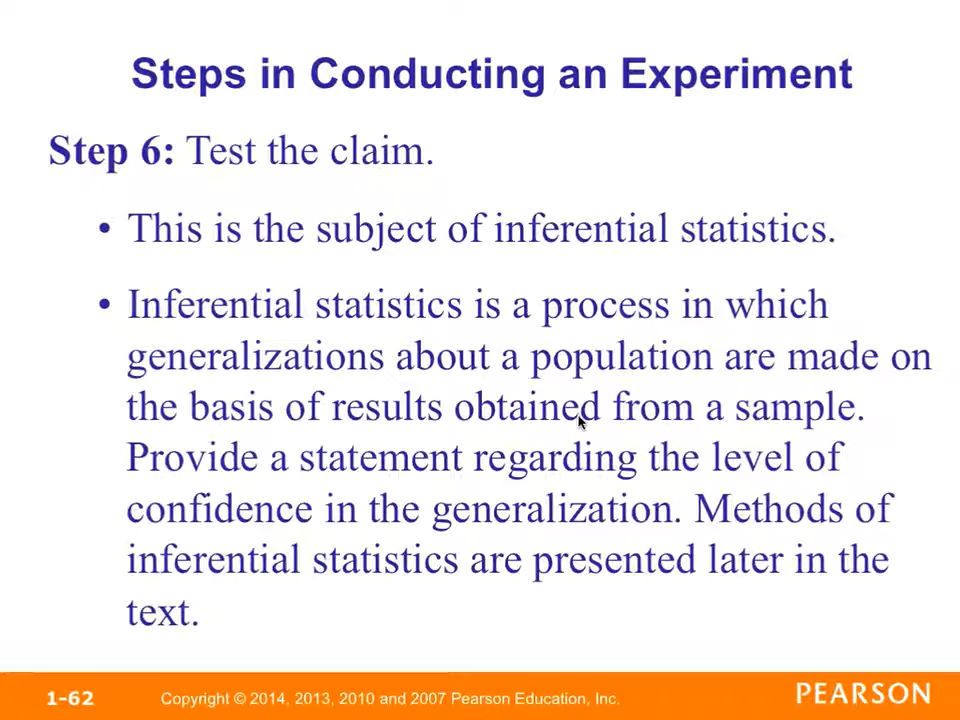 Steps in Conducting an Experiment
Step 6: Test the claim.
• This is the subject of inferential statistics.
• Inferential statistics is a process in which
generalizations about a population are made on
the basis of results obtained from a sample.
Provide a statement regarding the level of
confidence in the generalization. Methods of
inferential statistics are presented later in the
text.
1-62 Copyright © 2014, 2013, 2010 and 2007 Pearson Education, Inc. PEARSON